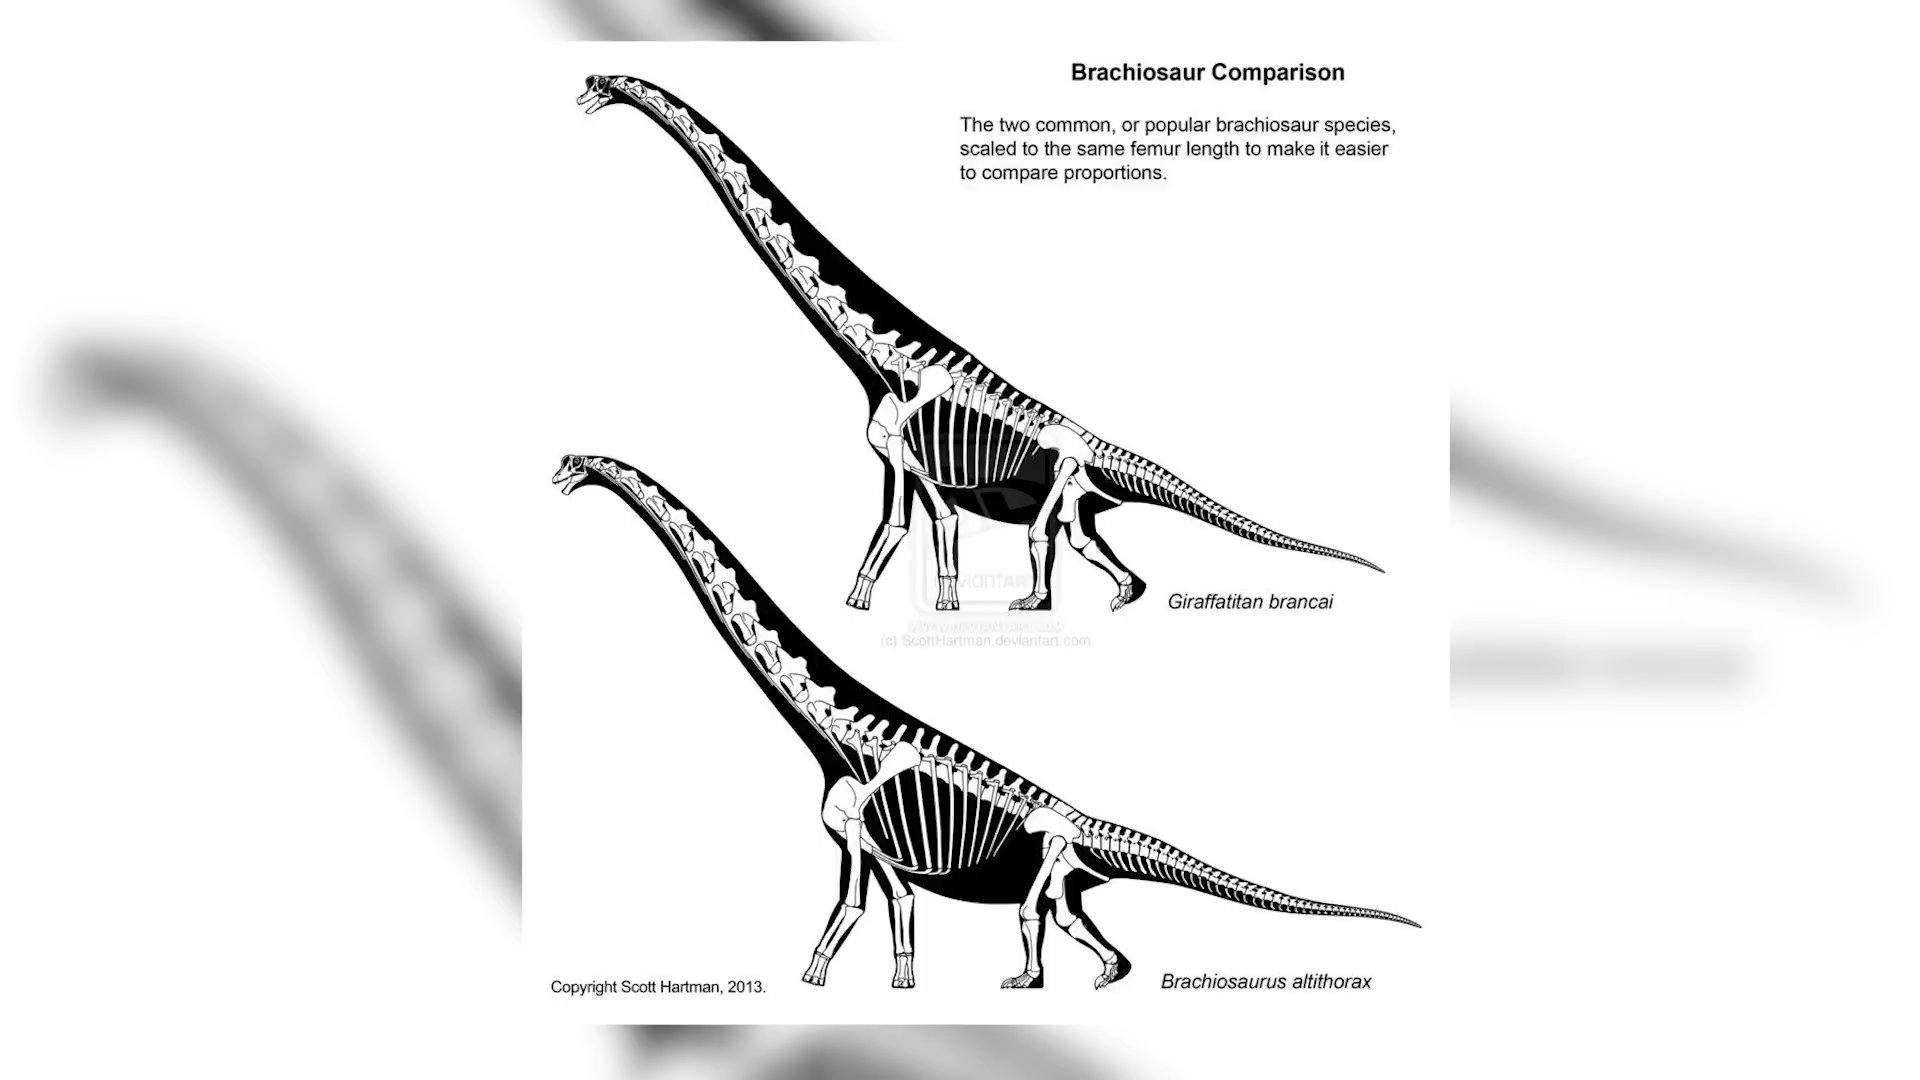 Brachiosaur Comparison
The two common, or popular brachiosaur species,
scaled to the same femur length to make it easier
to compare proportions.
Giraffatitan brancai
(c) ScottHartman.deviantart.com
Brachiosaurus altithorax
Copyright Scott Hartman, 2013.